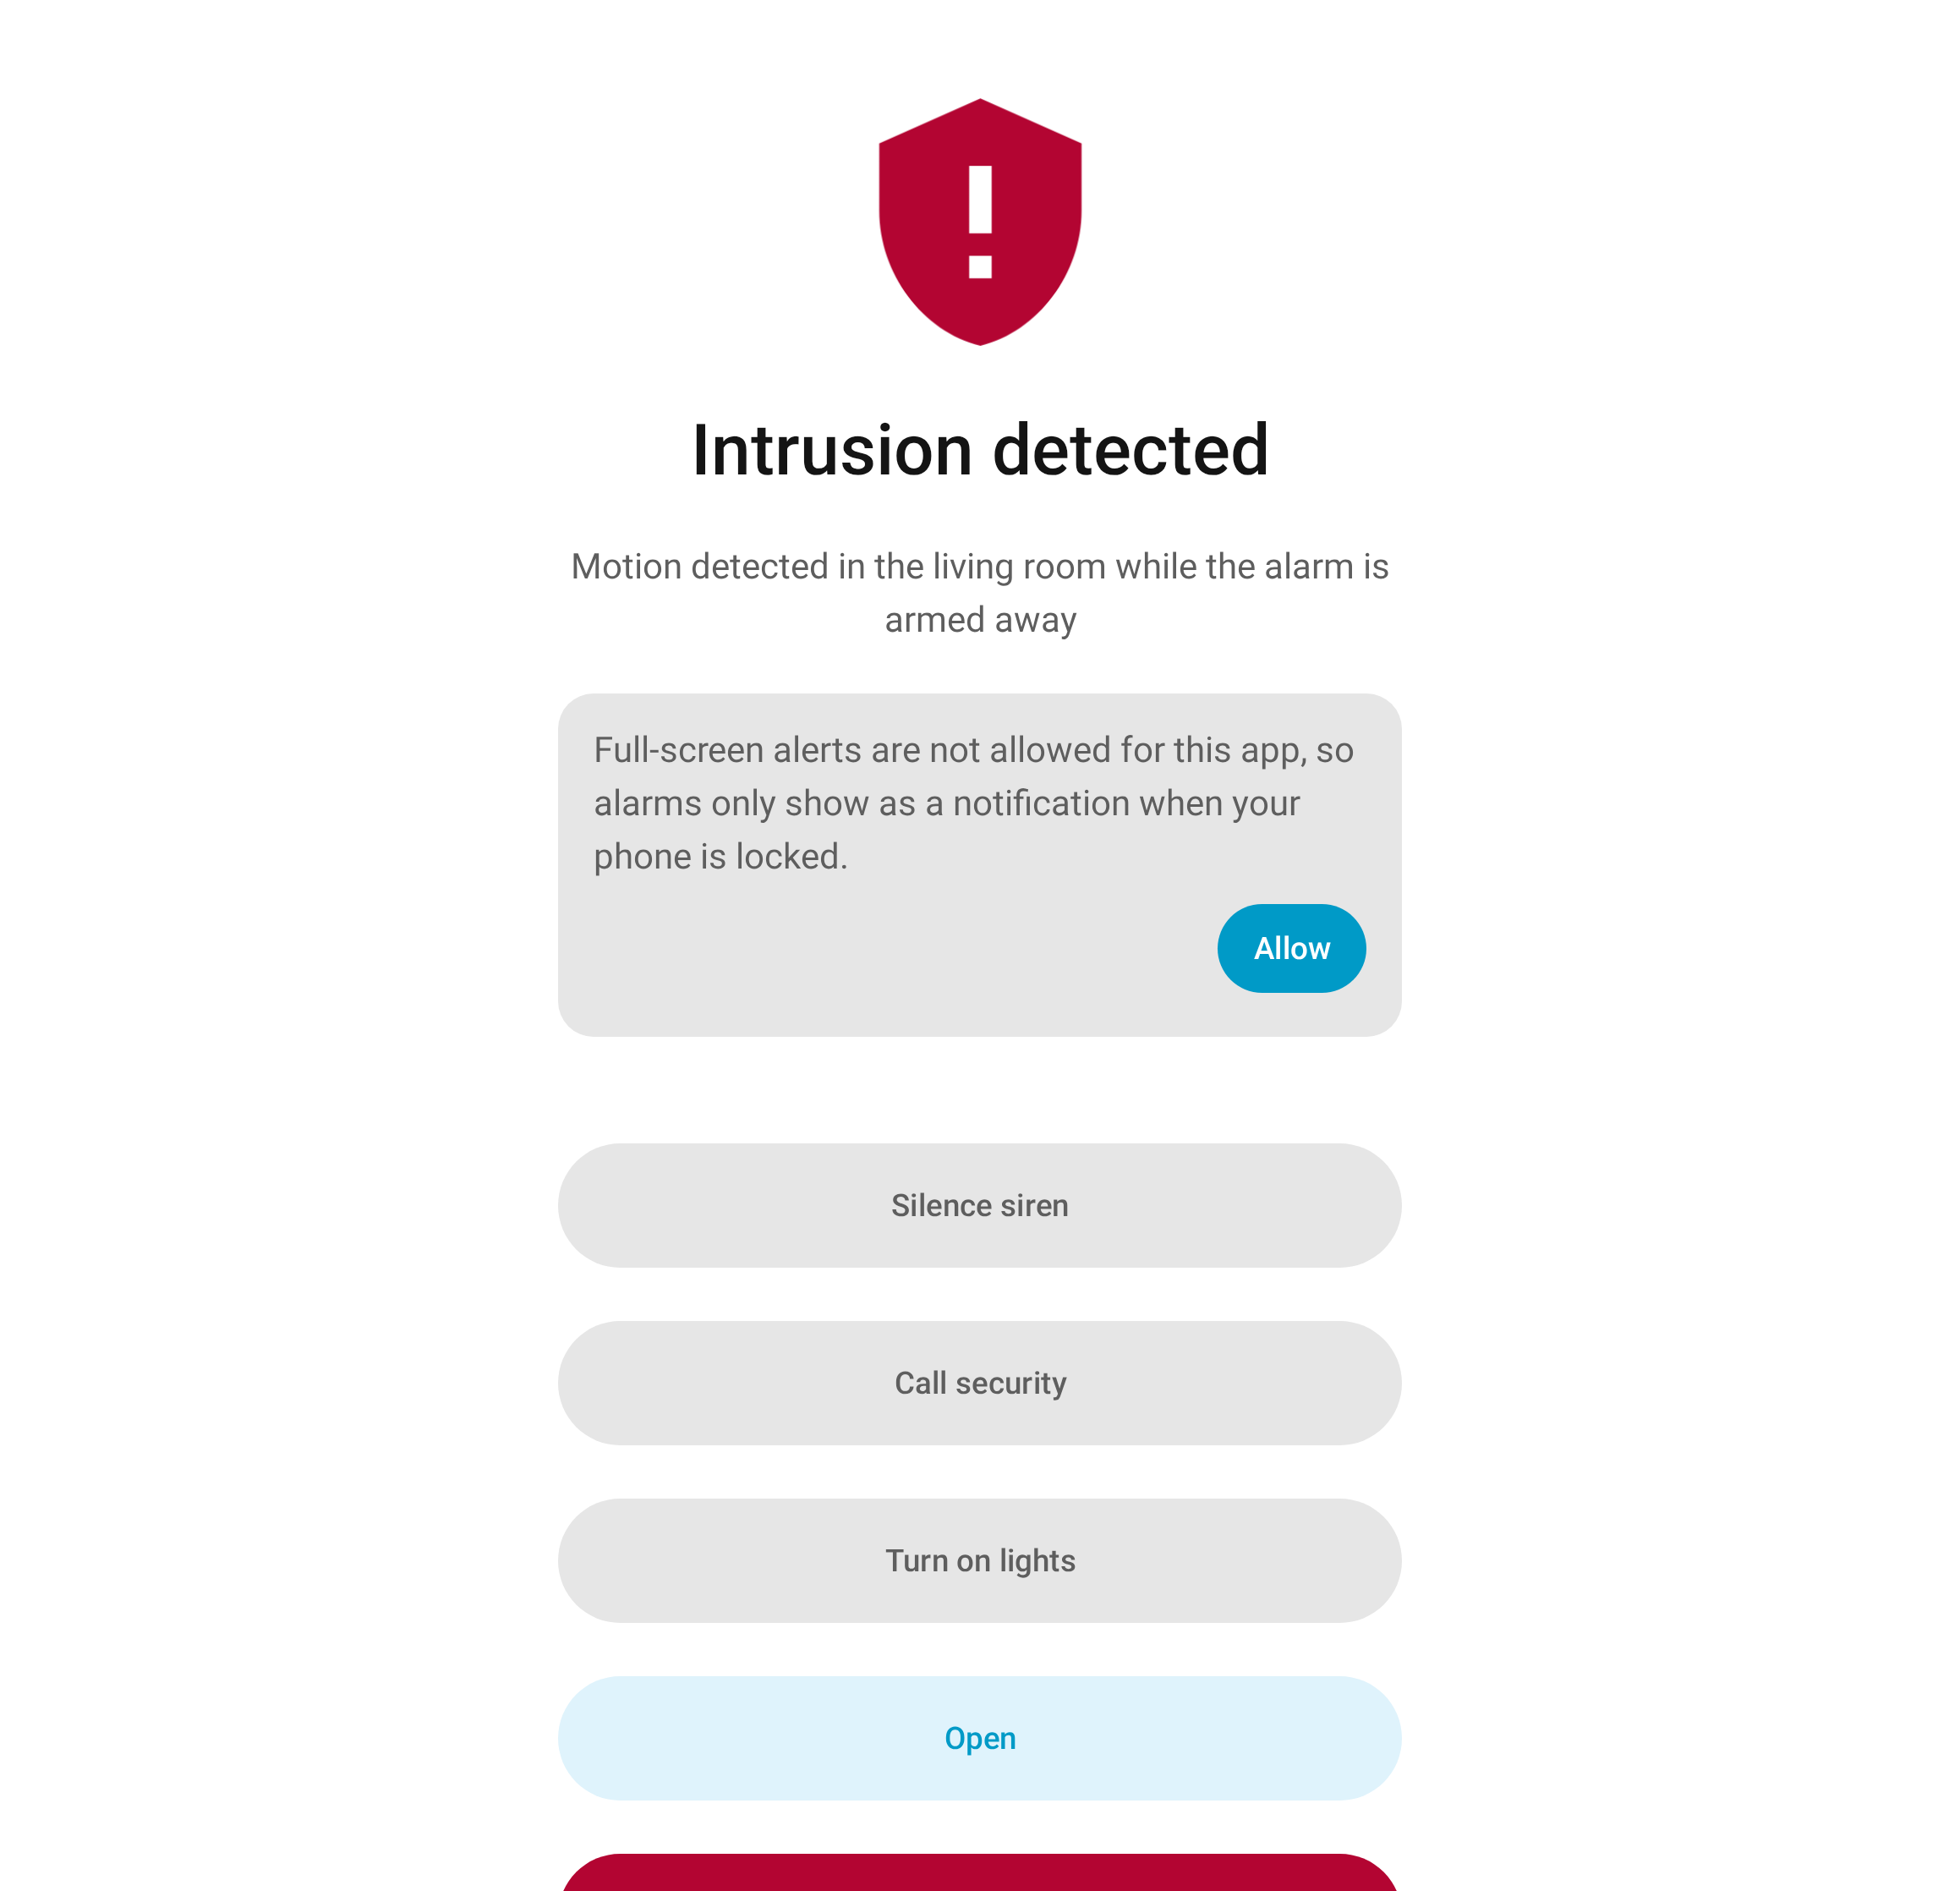 Intrusion detected
Motion detected in the living room while the alarm is
armed away
Full-screen alerts are not allowed for this app, so
alarms only show as a notification when your
phone is locked.
Allow
Silence siren
Call security
Turn on lights
Open